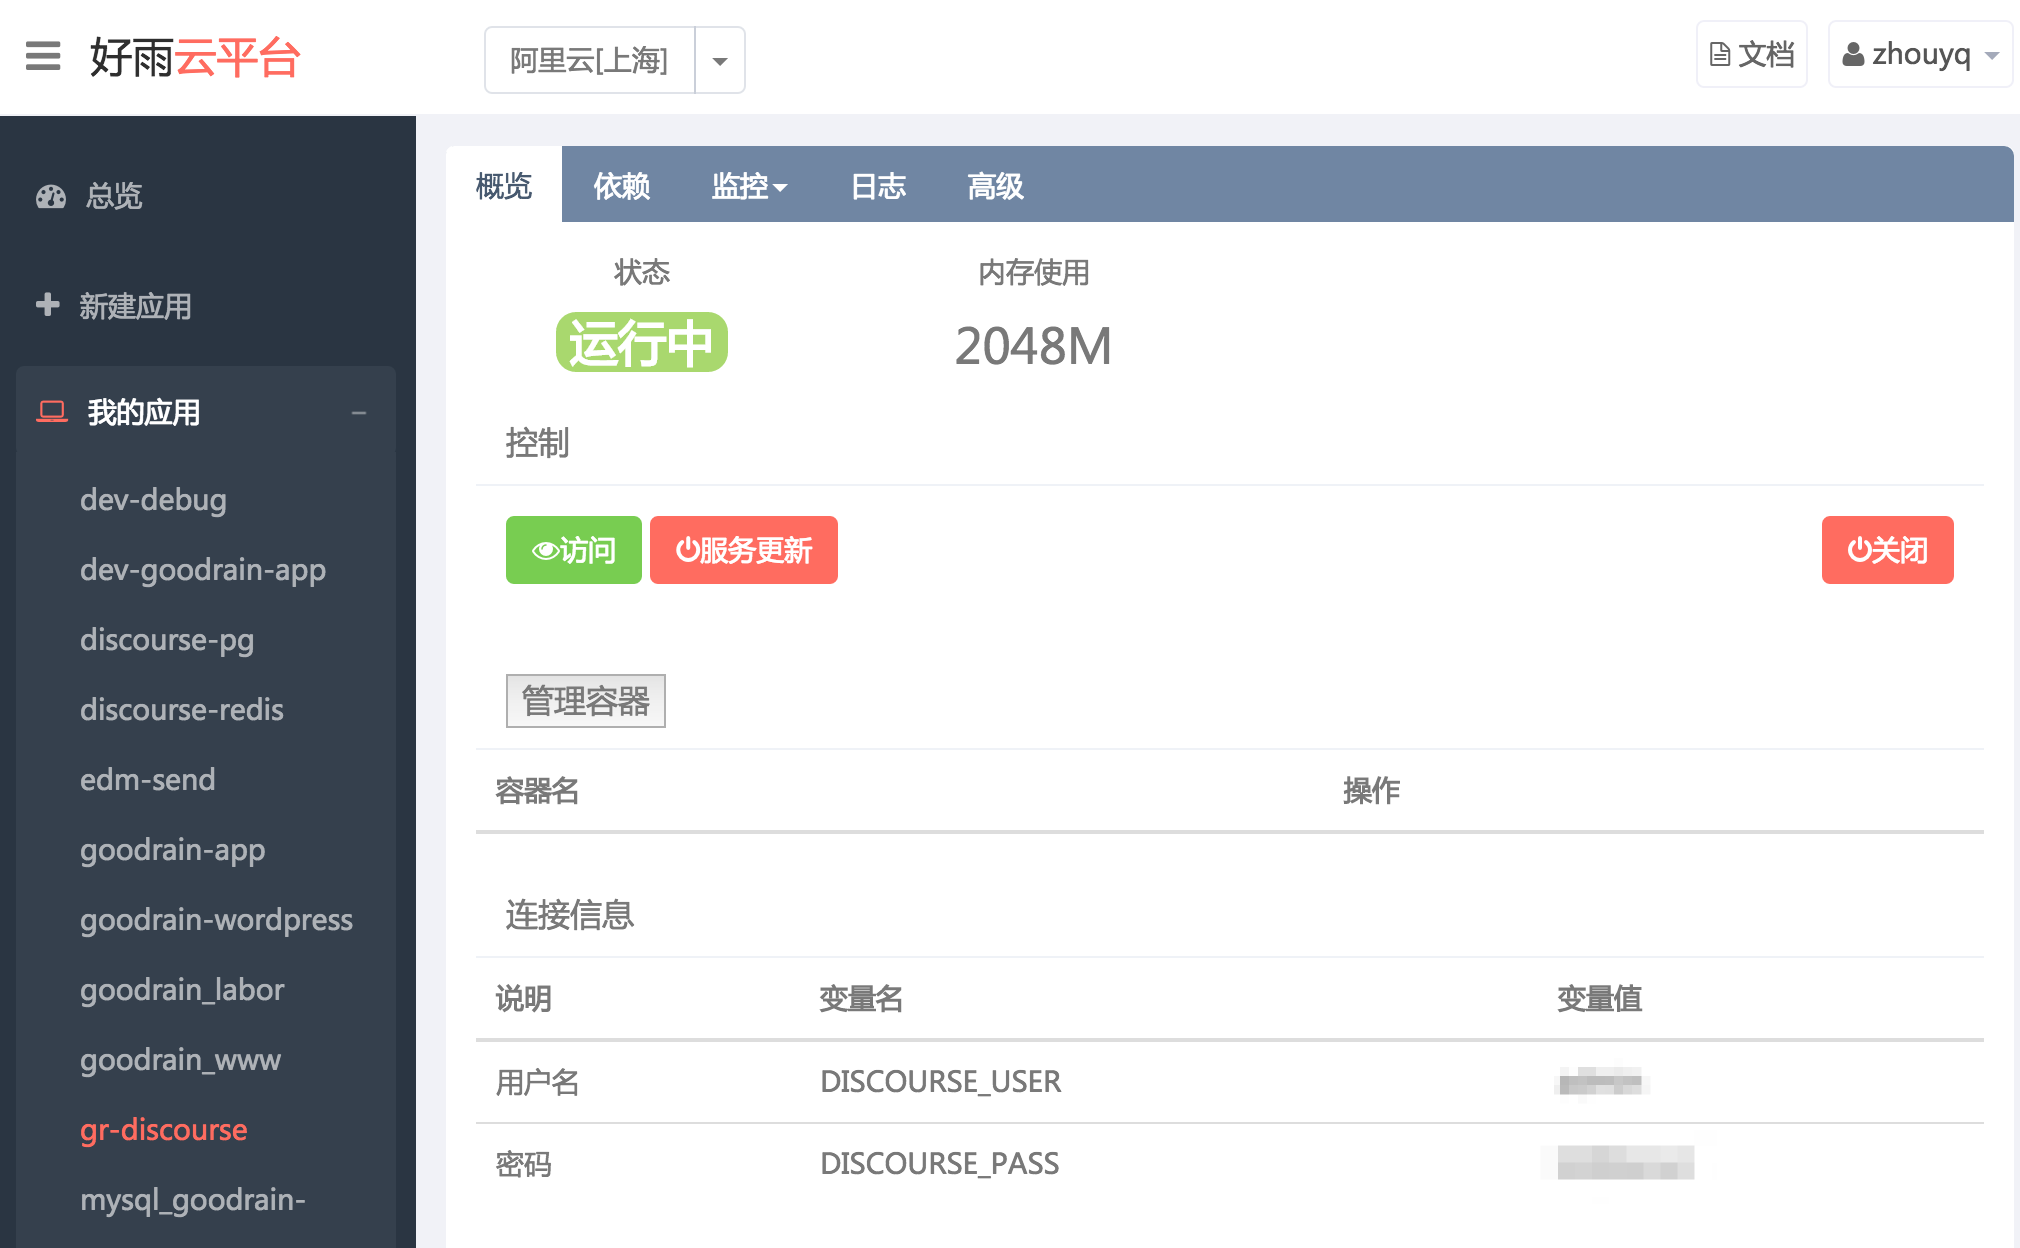 好雨云平台
阿里云[上海]
文档
zhouyq
总览
新建应用
我的应用
dev-debug
dev-goodrain-app
discourse-pg
discourse-redis
edm-send
goodrain-app
goodrain-wordpress
goodrain_labor
goodrain_www
gr-discourse
mysql_goodrain-
概览 依赖 监控 日志 高级
状态 内存使用
运行中 2048M
控制
访问 服务更新 关闭
管理容器
容器名 操作
连接信息
说明 变量名 变量值
用户名 DISCOURSE_USER
密码 DISCOURSE_PASS